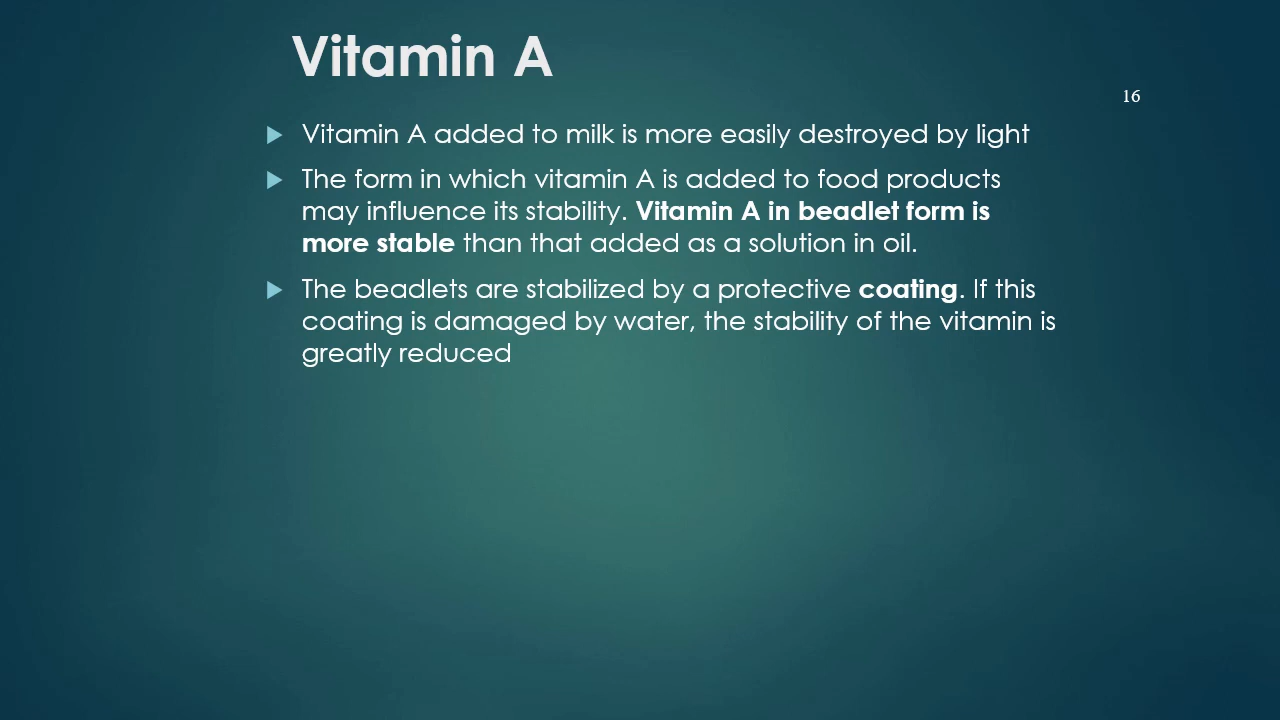 Vitamin A
16
Vitamin A added to milk is more easily destroyed by light
The form in which vitamin A is added to food products
may influence its stability. Vitamin A in beadlet form is
more stable than that added as a solution in oil.
The beadlets are stabilized by a protective coating. If this
coating is damaged by water, the stability of the vitamin is
greatly reduced